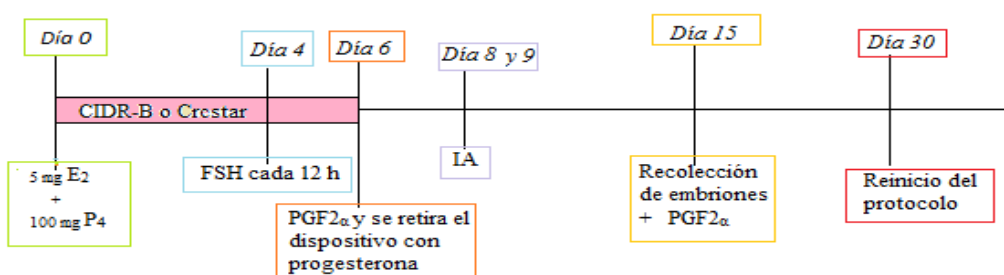 Día 0
Día 4
Día 6
Día 8 y 9
Día 15
Día 30
CIDR-B o Crestar
5 mg E2
+
100 mg P4
FSH cada 12 h
PGF2α y se retira el
dispositivo con
progesterona
IA
Recolección
de embriones
+ PGF2α
Reinicio del
protocolo